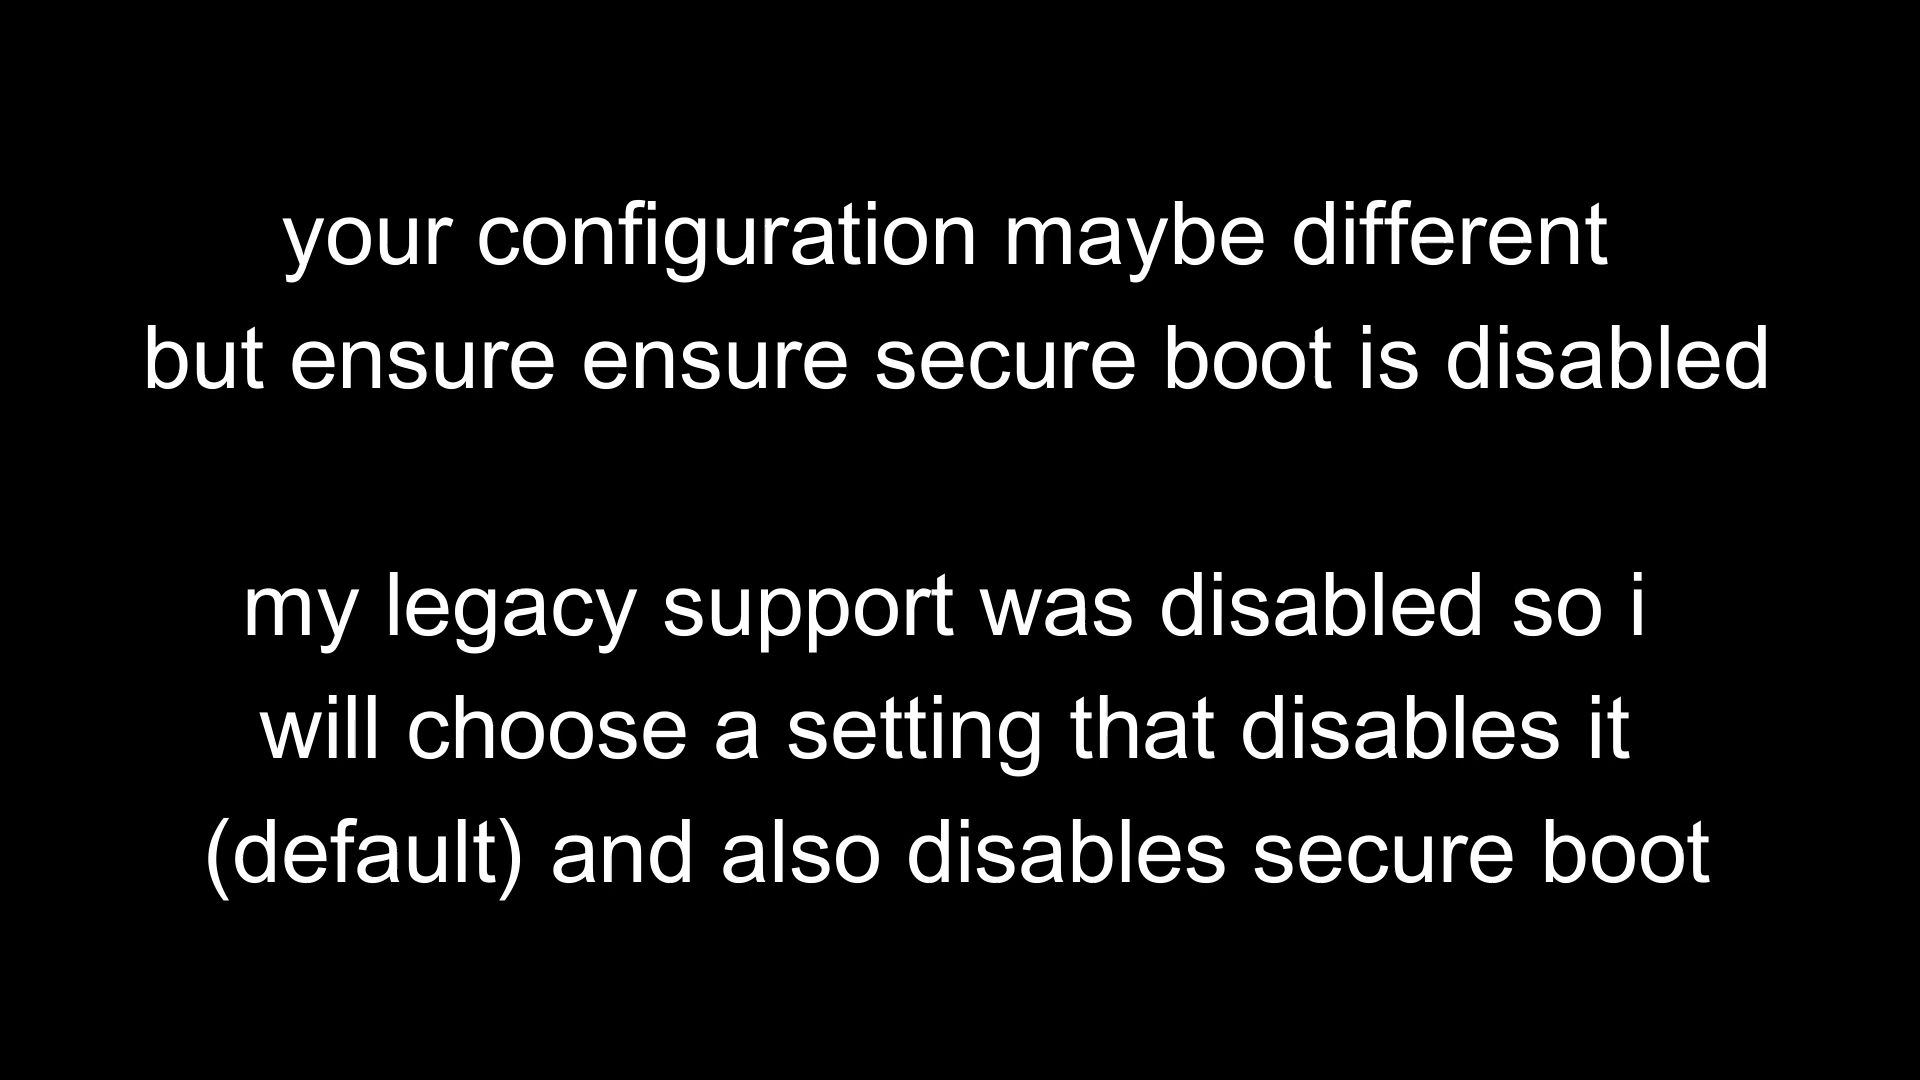 your configuration maybe different
but ensure ensure secure boot is disabled
my legacy support was disabled so i
will choose a setting that disables it
(default) and also disables secure boot